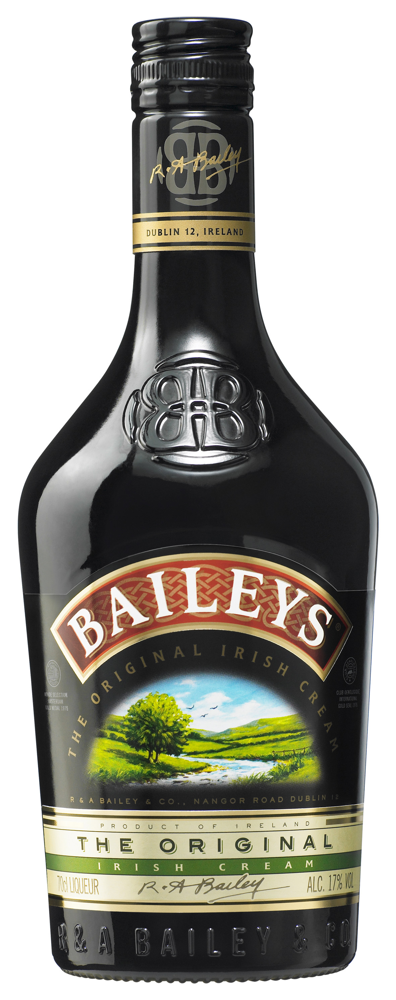 R.A Bailey
DUBLIN 12, IRELAND
BAILEYS®
THE ORIGINAL IRISH CREAM
MONDE SELECTION
AMSTERDAM
GOLD MEDAL 1975
CLUB OENOLOGIQUE
INTERNATIONAL
GOLD SEAL 1976
R & A BAILEY & CO., NANGOR ROAD DUBLIN 12
PRODUCT OF IRELAND
THE ORIGINAL
IRISH CREAM
70cl LIQUEUR
R.A Bailey
ALC. 17% VOL
R & A BAILEY & CO.